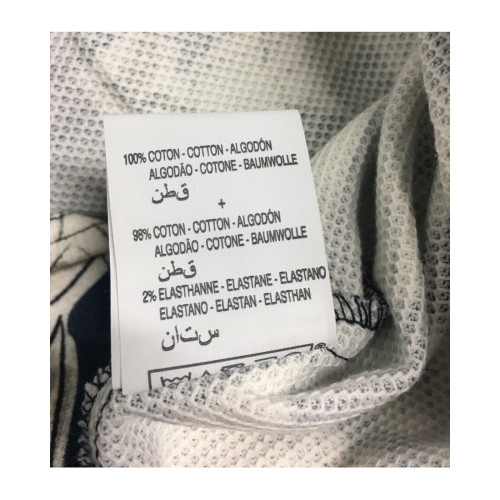 100% COTON - COTTON - ALGODÓN
ALGODÃO - COTONE - BAUMWOLLE
قطن
+
98% COTON - COTTON - ALGODÓN
ALGODÃO - COTONE - BAUMWOLLE
قطن
2% ELASTHANNE - ELASTANE - ELASTANO
ELASTANO - ELASTAN - ELASTHAN
ستان